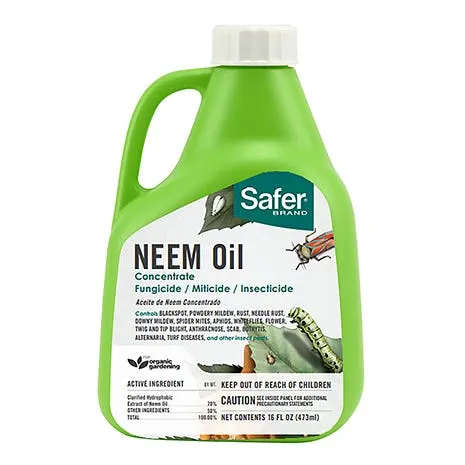 Safer®
BRAND
NEEM Oil
Concentrate
Fungicide / Miticide / Insecticide
Aceite de Neem Concentrado
Controls BLACKSPOT, POWDERY MILDEW, RUST, NEEDLE RUST,
DOWNY MILDEW, SPIDER MITES, APHIDS, WHITEFLIES, FLOWER,
TWIG AND TIP BLIGHT, ANTHRACNOSE, SCAB, BOTRYTIS,
ALTERNARIA, TURF DISEASES, and other insect pests.
FOR
organic
gardening
ACTIVE INGREDIENT BY WT.
Clarified Hydrophobic
Extract of Neem Oil 70%
OTHER INGREDIENTS 30%
TOTAL 100.00%
KEEP OUT OF REACH OF CHILDREN
CAUTION SEE INSIDE PANEL FOR ADDITIONAL
PRECAUTIONARY STATEMENTS
NET CONTENTS 16 FL OZ (473ml)